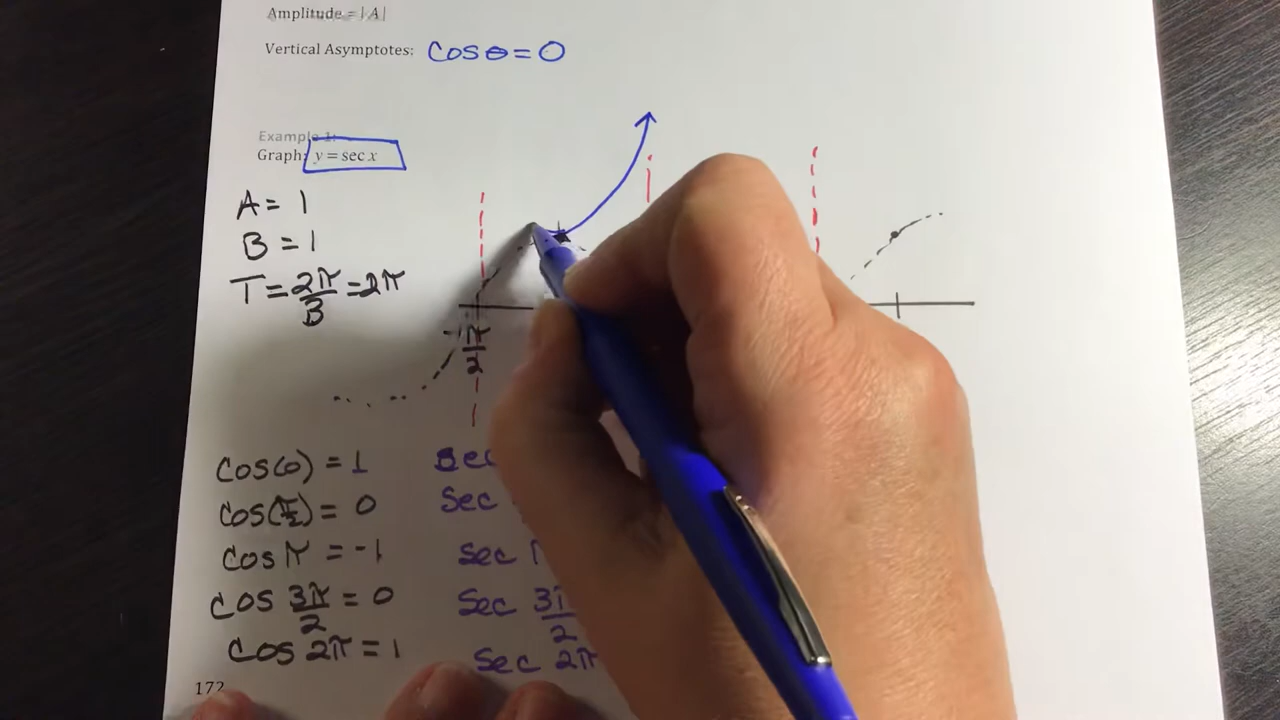 Amplitude = |A|
Vertical Asymptotes: cos θ = 0
Example 1:
Graph: y = sec x
A = 1
B = 1
T = 2π/B = 2π
-π/2
cos(0) = 1 sec
cos(π/2) = 0 sec
cos π = -1 sec
cos 3π/2 = 0 sec 3π/2
cos 2π = 1 sec 2π
172